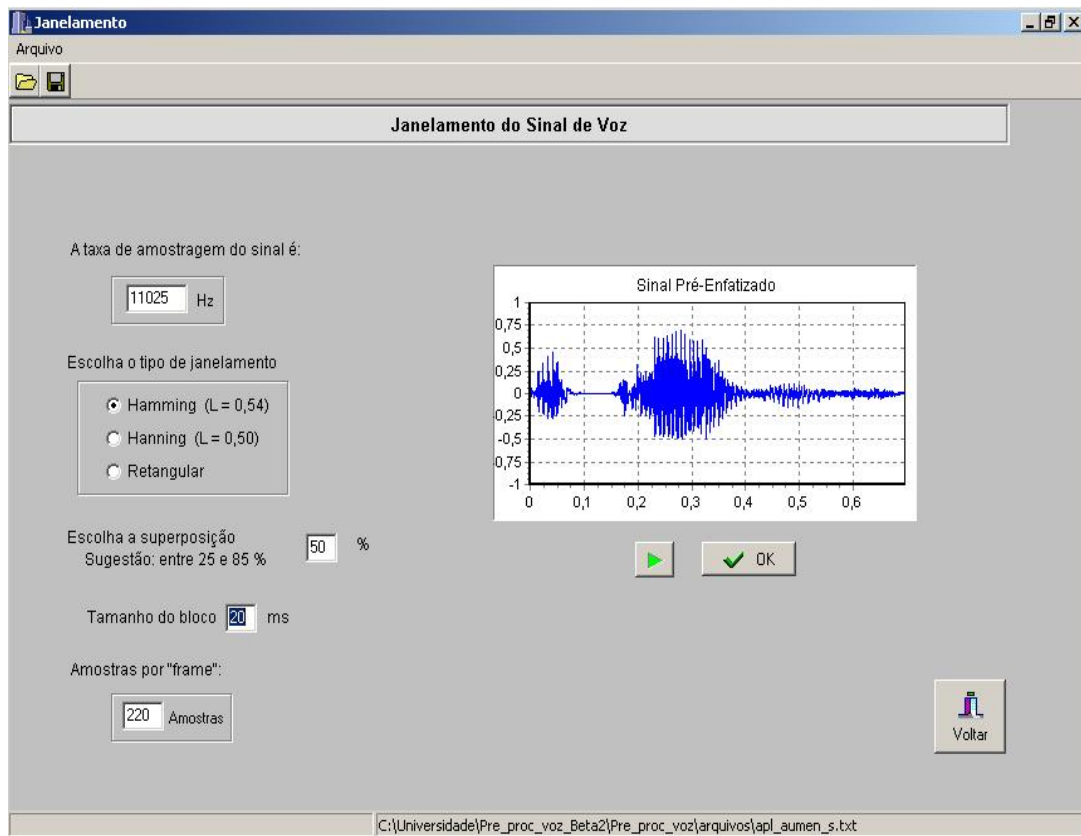 Janelamento
Arquivo
Janelamento do Sinal de Voz
A taxa de amostragem do sinal é:
11025 Hz
Escolha o tipo de janelamento
Hamming (L = 0,54)
Hanning (L = 0,50)
Retangular
Escolha a superposição
Sugestão: entre 25 e 85 %
50 %
Tamanho do bloco 20 ms
Amostras por "frame":
220 Amostras
Sinal Pré-Enfatizado
1
0,75
0,5
0,25
0
0,25
-0,5
0,75
-1
0 0,1 0,2 0,3 0,4 0,5 0,6
OK
Voltar
C:\Universidade\Pre_proc_voz_Beta2\Pre_proc_voz\arquivos\apl_aumen_s.txt